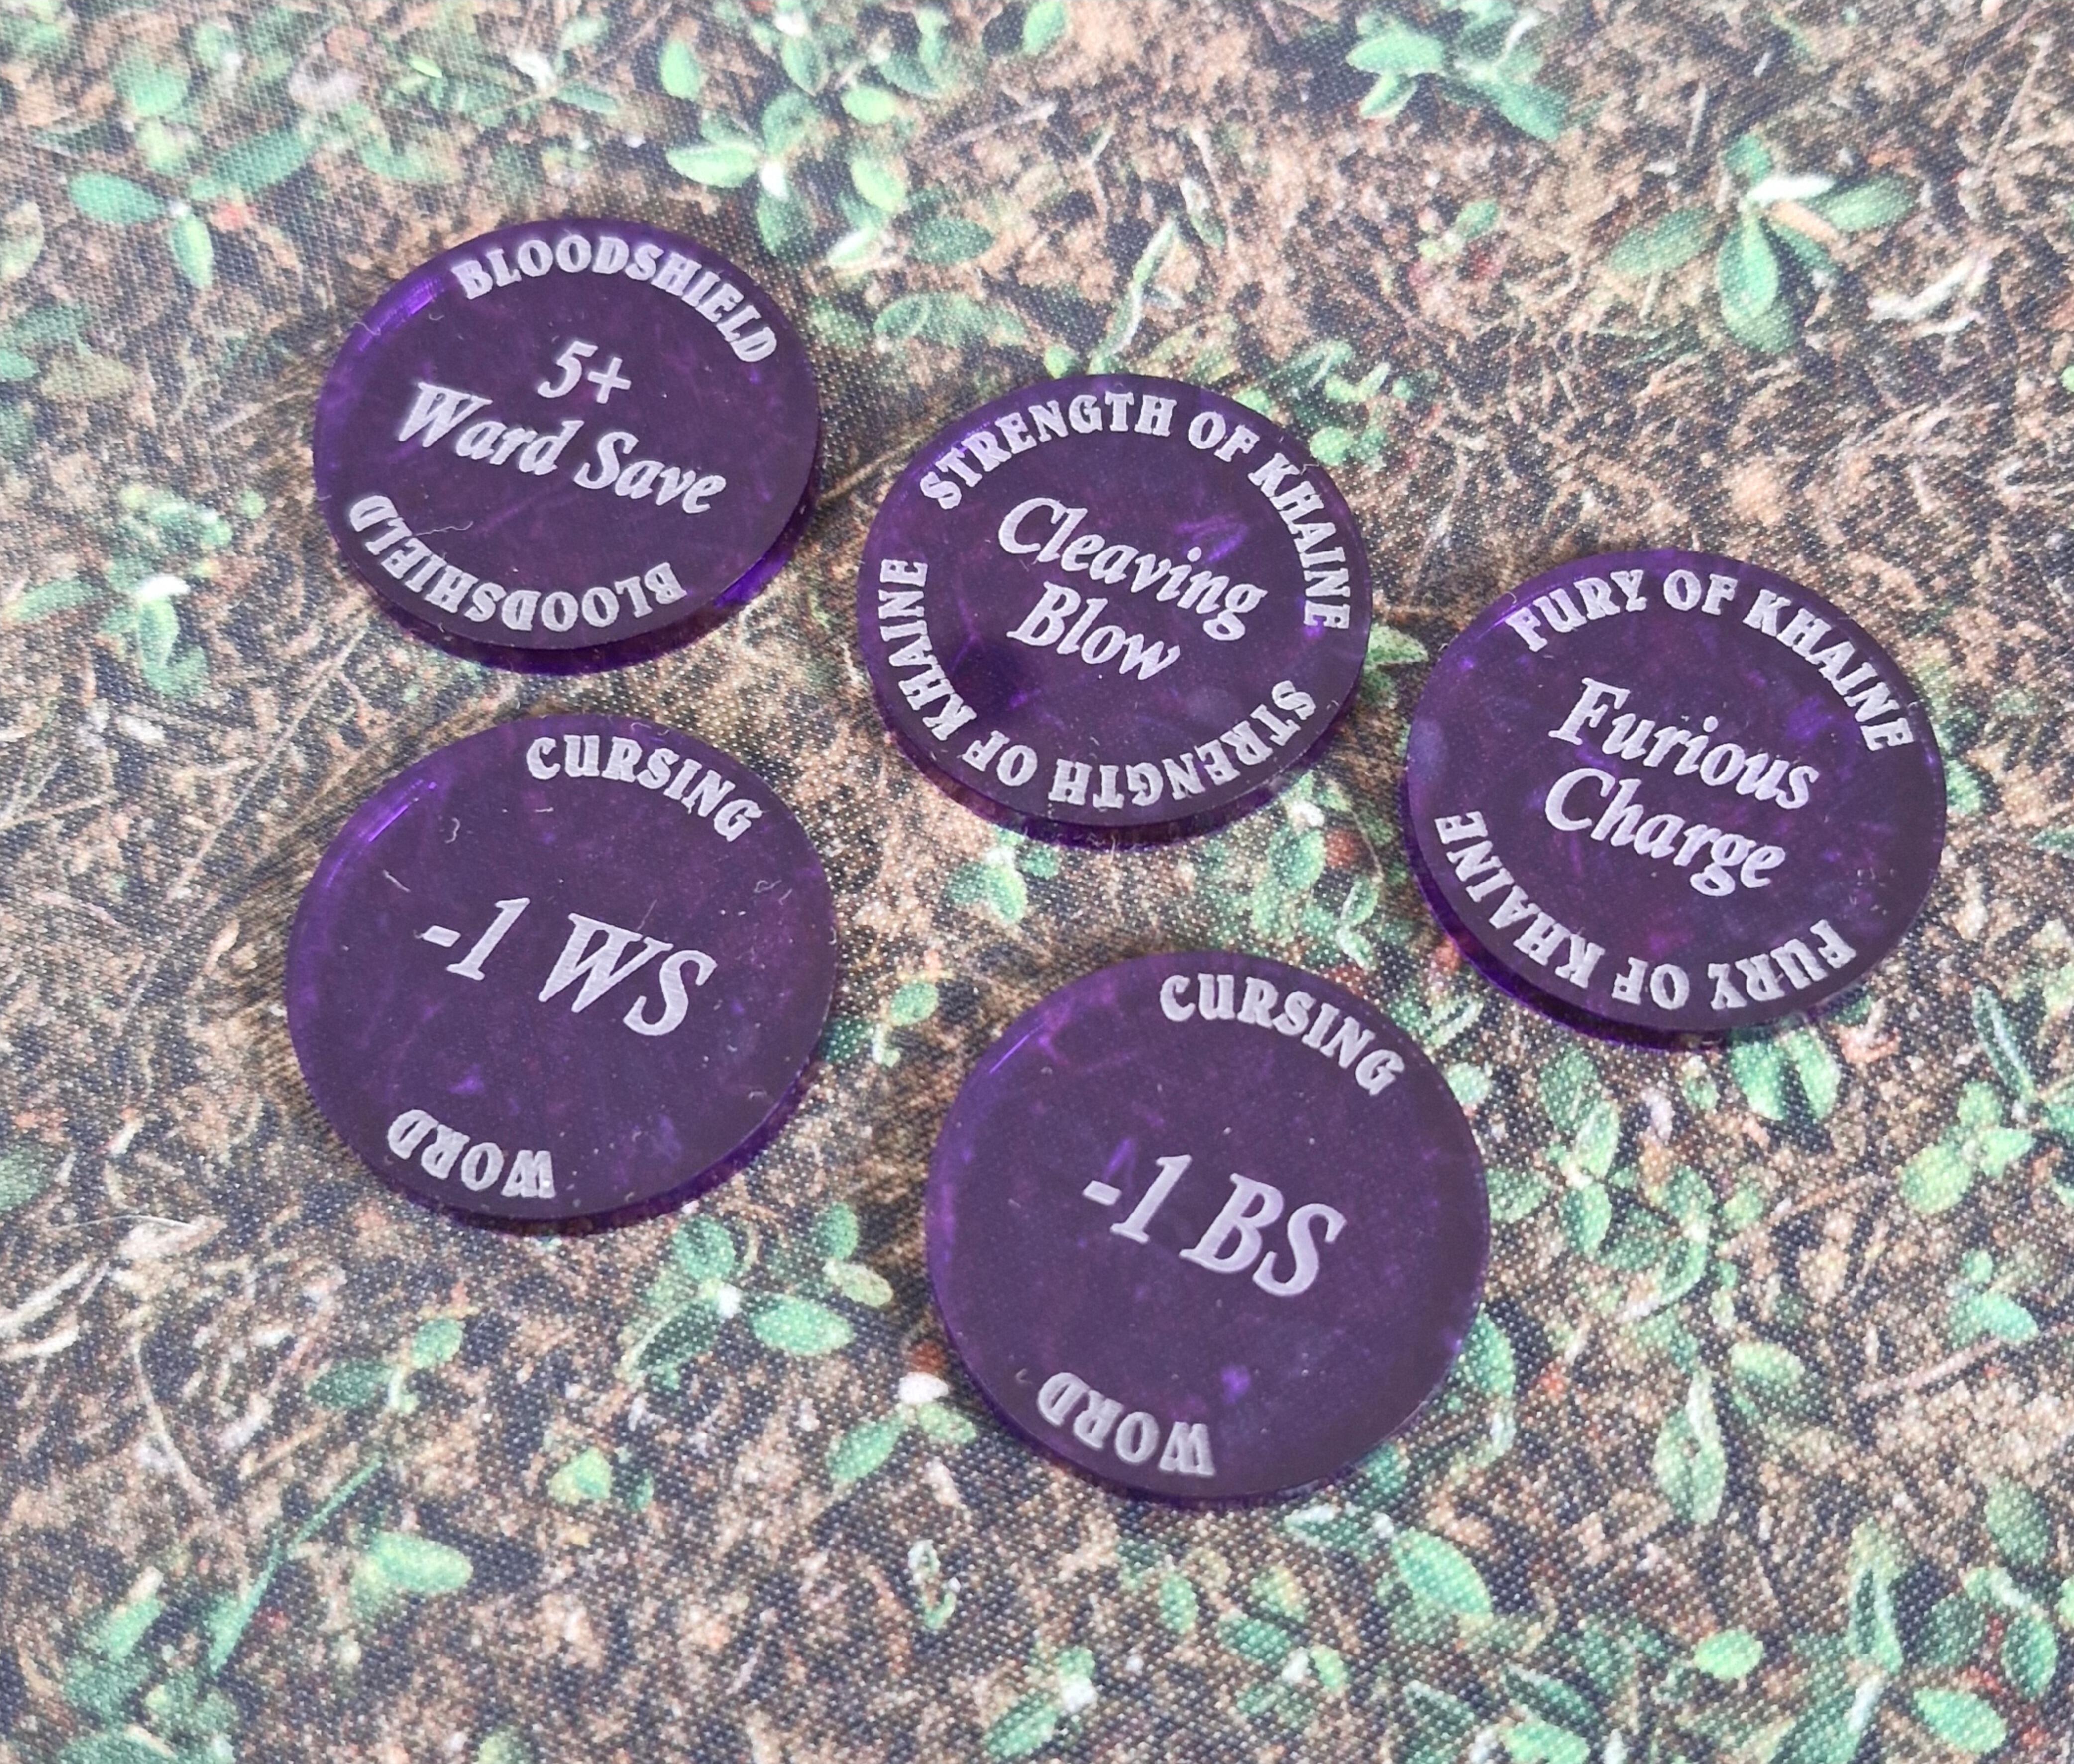 BLOODSHIELD
5+
Ward Save
BLOODSHIELD
STRENGTH OF KHAINE
Cleaving
Blow
STRENGTH OF KHAINE
FURY OF KHAINE
Furious
Charge
FURY OF KHAINE
CURSING
-1 WS
WORD
CURSING
-1 BS
WORD